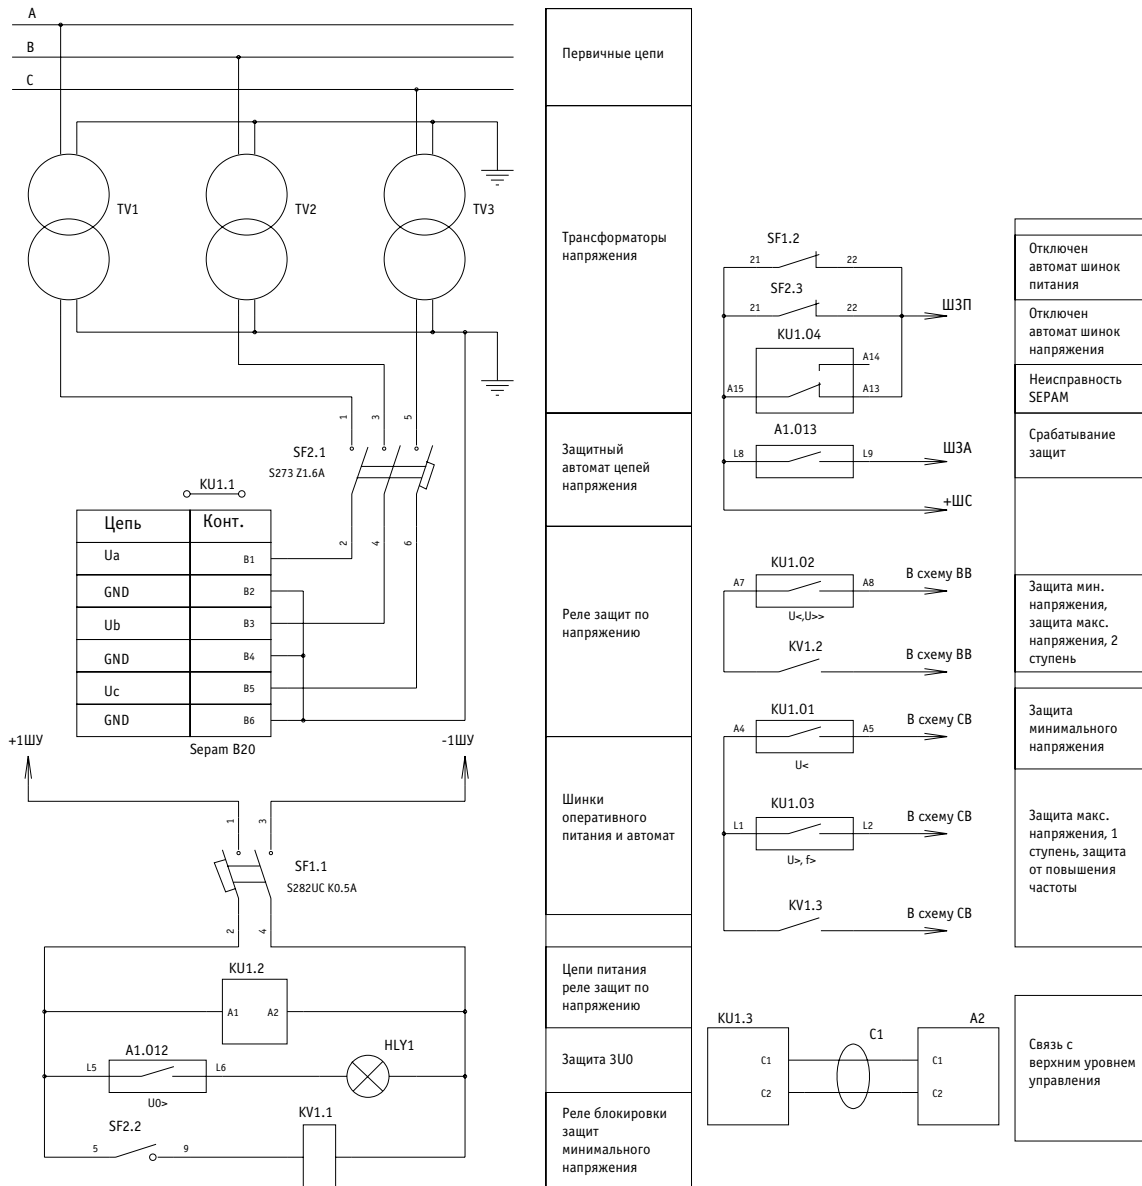 A
B
C
TV1
TV2
TV3
1
3
5
SF2.1
S273 Z1.6A
2
4
6
KU1.1
Цепь Конт.
Ua B1
GND B2
Ub B3
GND B4
Uc B5
GND B6
Sepam B20
+1ШУ
-1ШУ
1
3
SF1.1
S282UC K0.5A
2
4
KU1.2
A1 A2
A1.O12
L5 L6
U0>
HLY1
SF2.2
5 9
KV1.1
Первичные цепи
Трансформаторы
напряжения
Защитный
автомат цепей
напряжения
Реле защит по
напряжению
Шинки
оперативного
питания и автомат
Цепи питания
реле защит по
напряжению
Защита 3U0
Реле блокировки
защит
минимального
напряжения
SF1.2
21 22
SF2.3
21 22
ШЗП
KU1.O4
A14
A15 A13
A1.O13
L8 L9
ШЗА
+ШС
KU1.O2
A7 A8
В схему ВВ
U<,U>>
KV1.2
В схему ВВ
KU1.O1
A4 A5
В схему СВ
U<
KU1.O3
L1 L2
В схему СВ
U>, f>
KV1.3
В схему СВ
KU1.3
C1
C2
C1
A2
C1
C2
Отключен
автомат шинок
питания
Отключен
автомат шинок
напряжения
Неисправность
SEPAM
Срабатывание
защит
Защита мин.
напряжения,
защита макс.
напряжения, 2
ступень
Защита
минимального
напряжения
Защита макс.
напряжения, 1
ступень, защита
от повышения
частоты
Связь с
верхним уровнем
управления